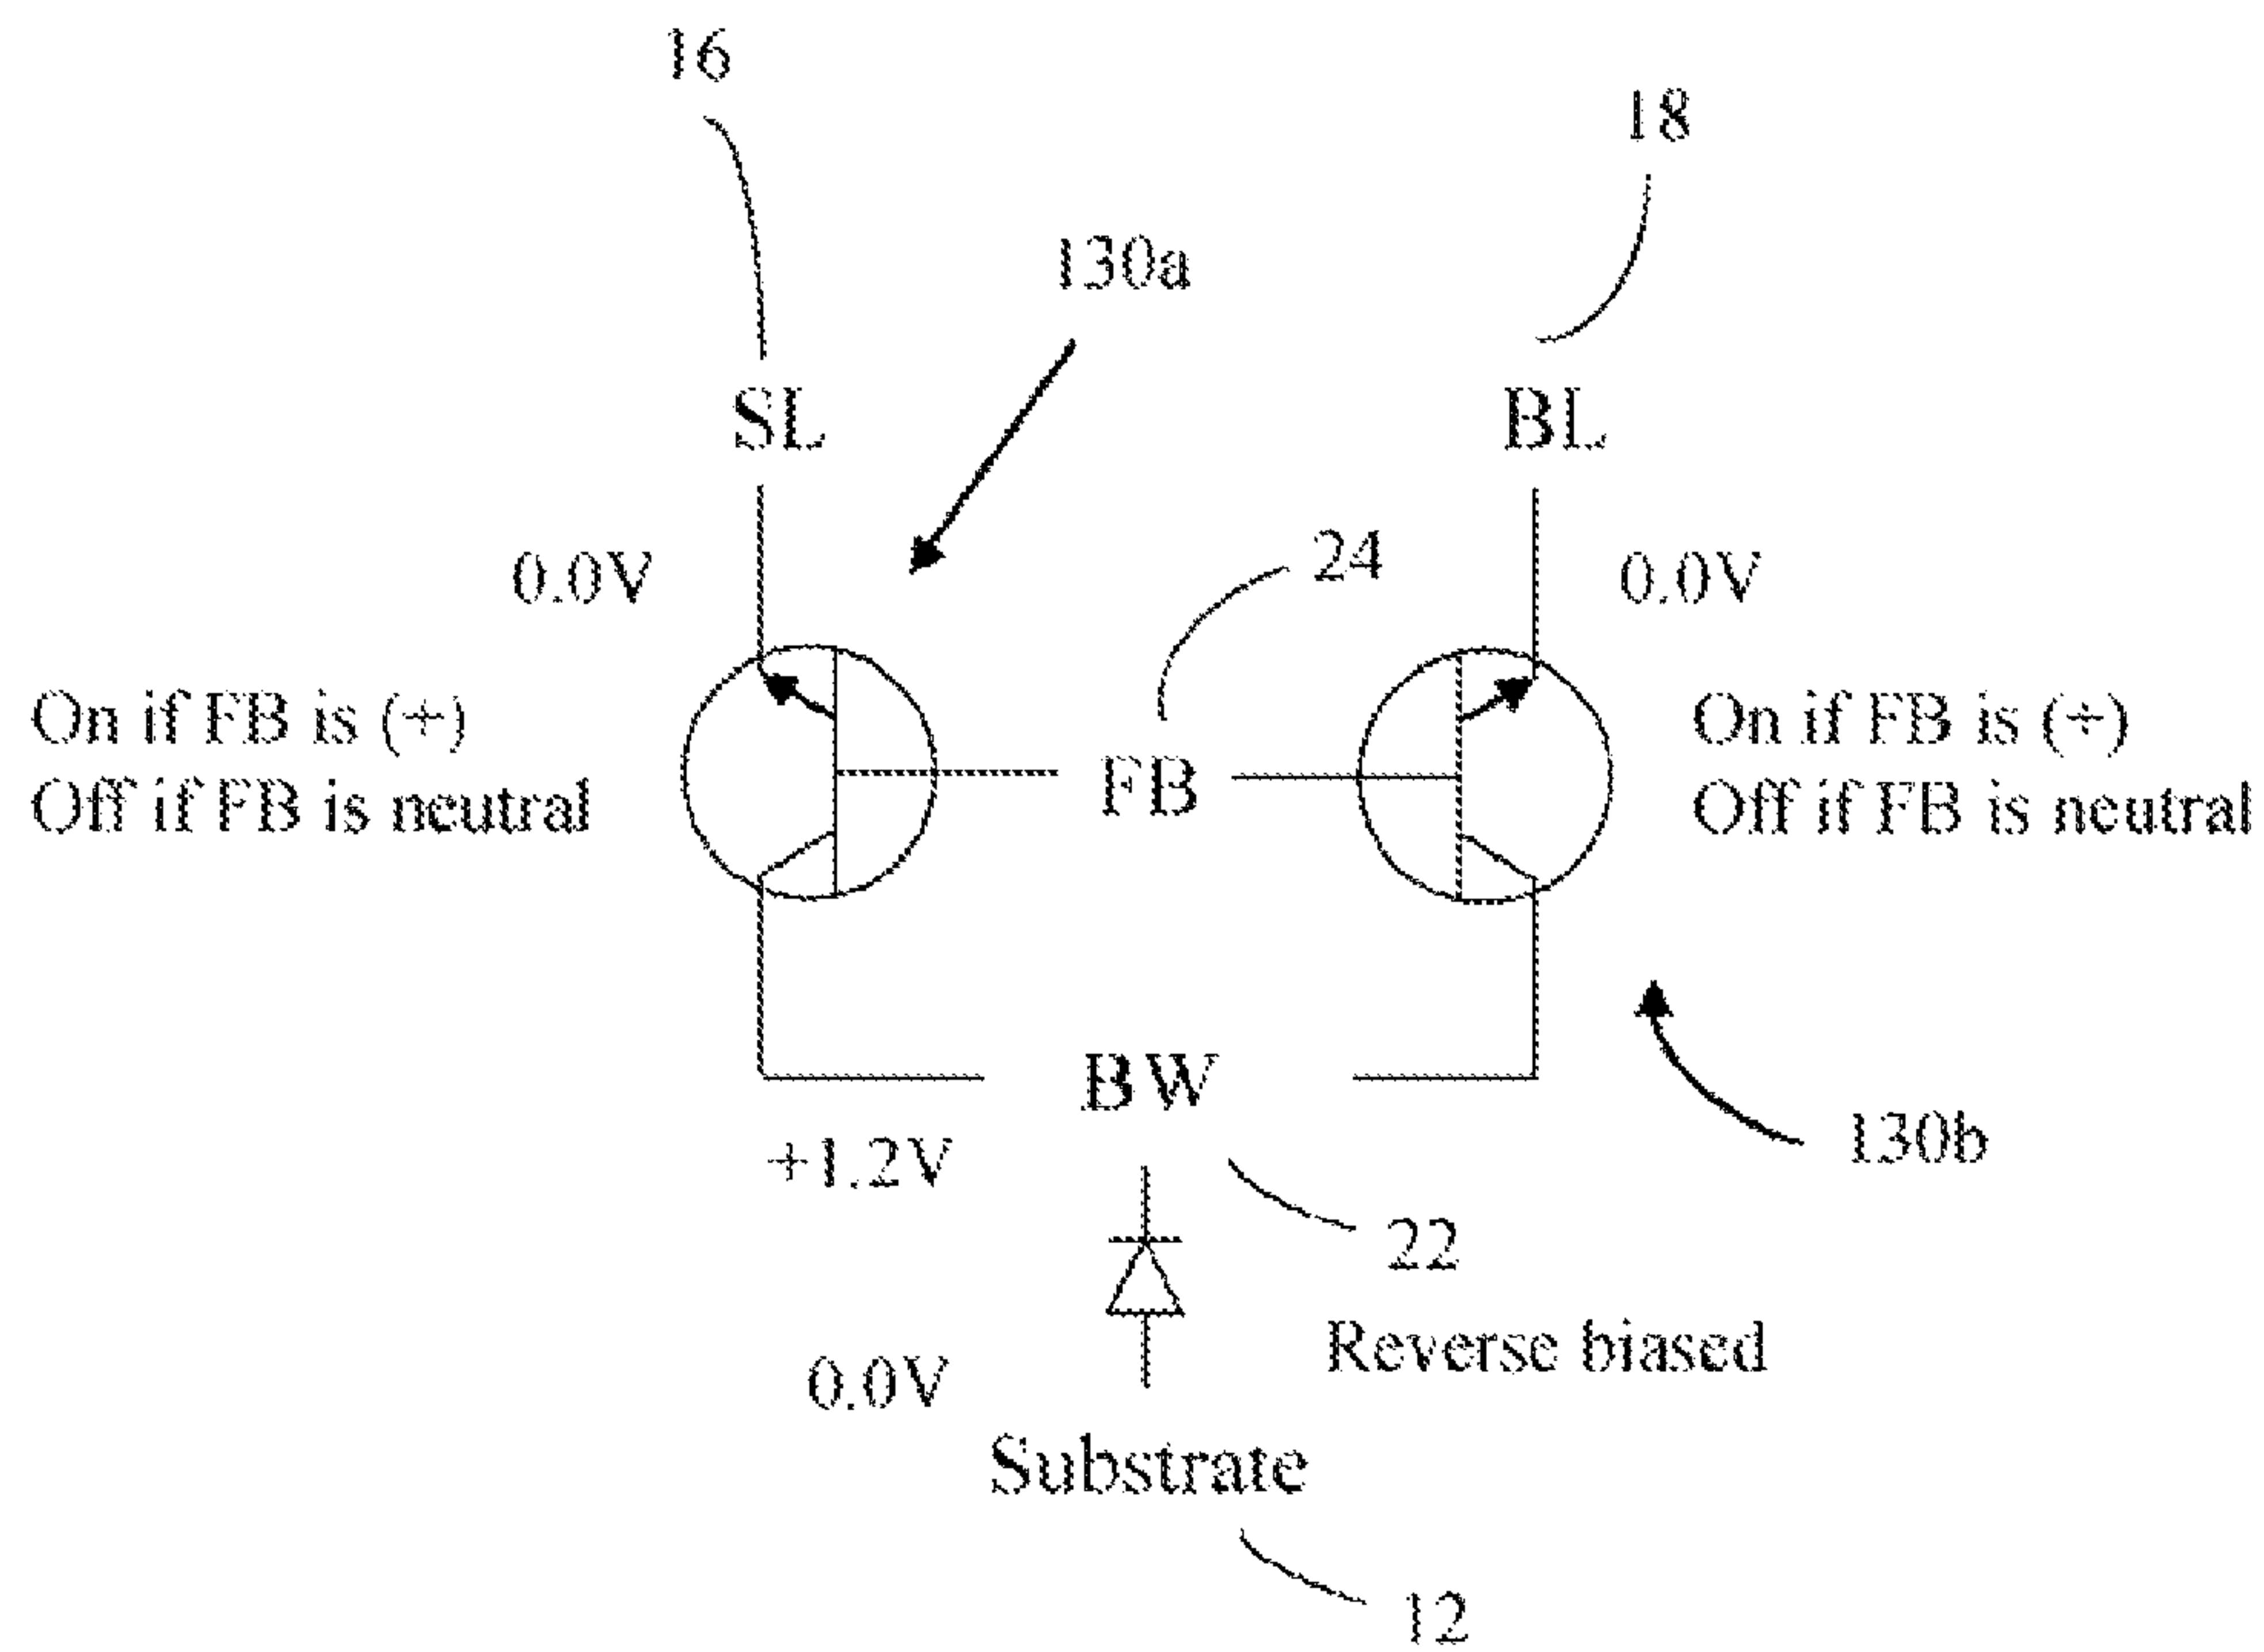 16
18
130a
SL
BL
24
0.0V
0.0V
On if FB is (+)
Off if FB is neutral
FB
On if FB is (+)
Off if FB is neutral
BW
+1.2V
130b
22
Reverse biased
0.0V
Substrate
12